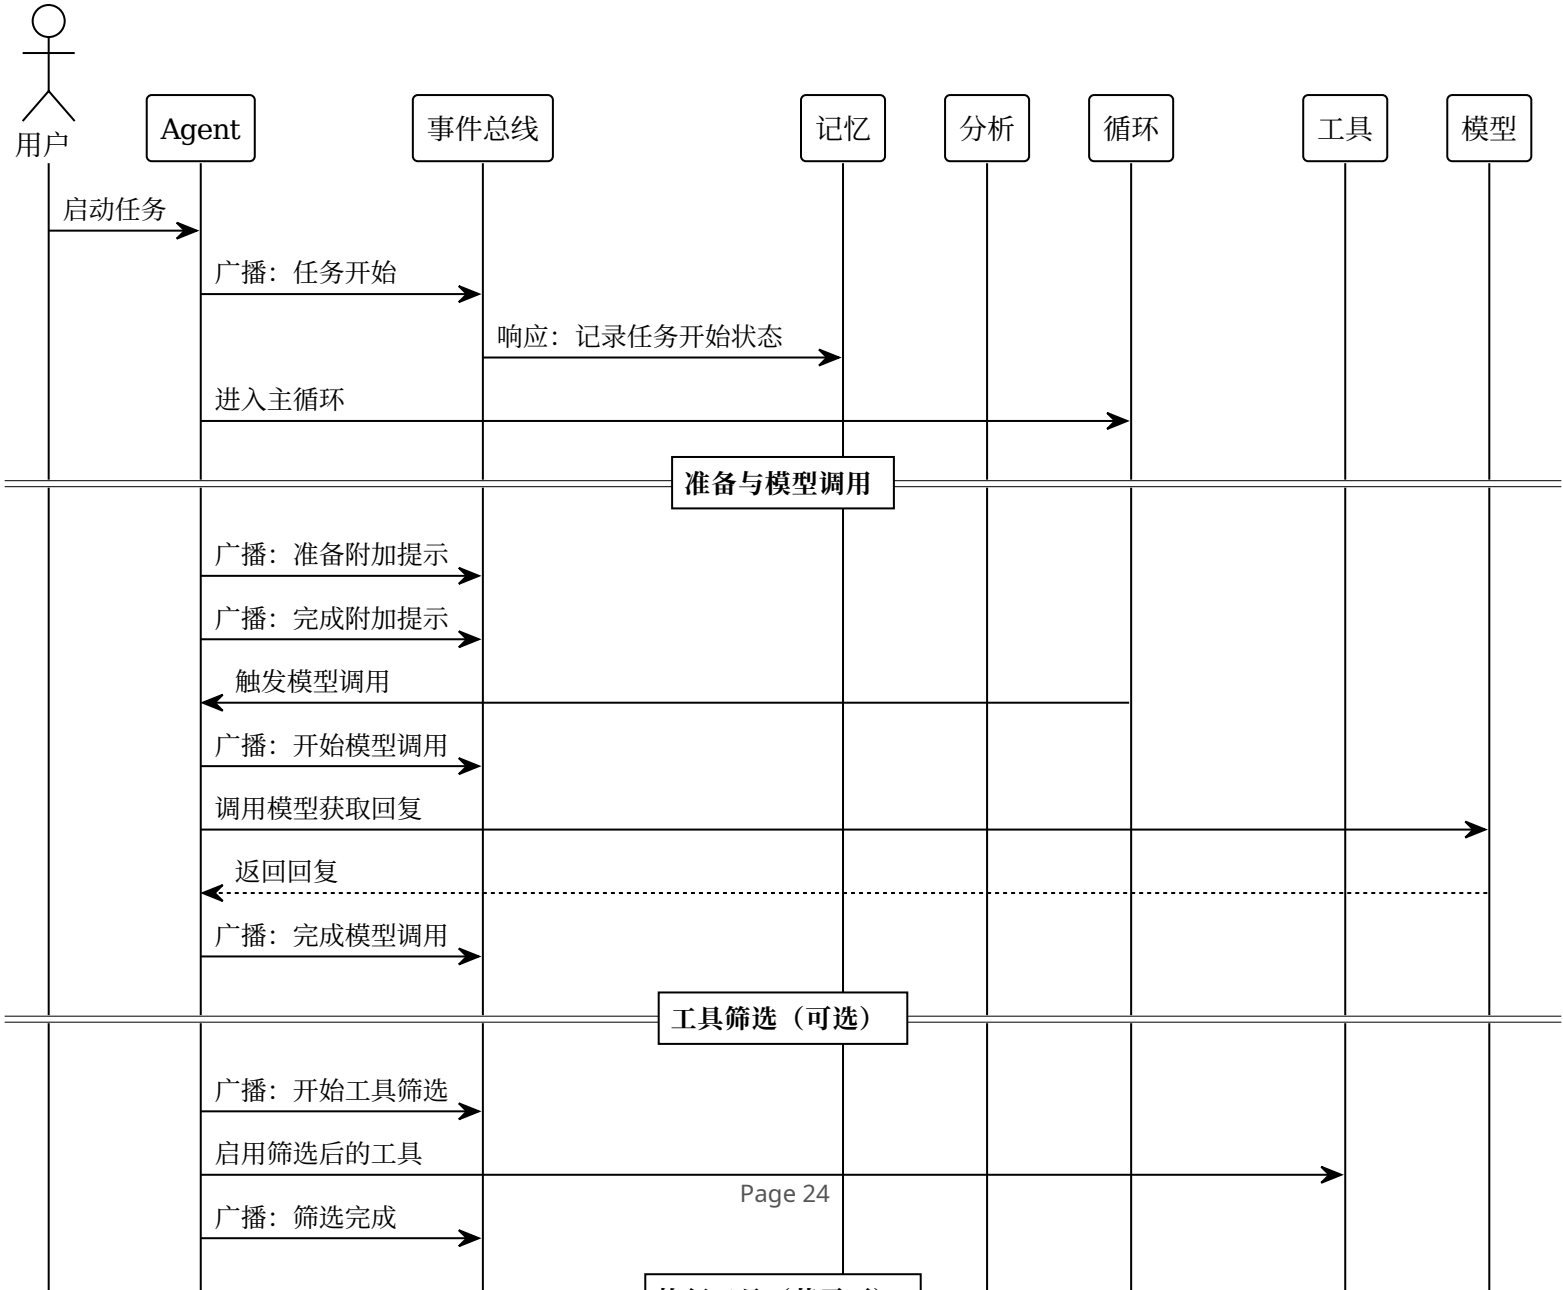 用户
Agent
事件总线
记忆
分析
循环
工具
模型
启动任务
广播：任务开始
响应：记录任务开始状态
进入主循环
准备与模型调用
广播：准备附加提示
广播：完成附加提示
触发模型调用
广播：开始模型调用
调用模型获取回复
返回回复
广播：完成模型调用
工具筛选（可选）
广播：开始工具筛选
启用筛选后的工具
Page 24
广播：筛选完成